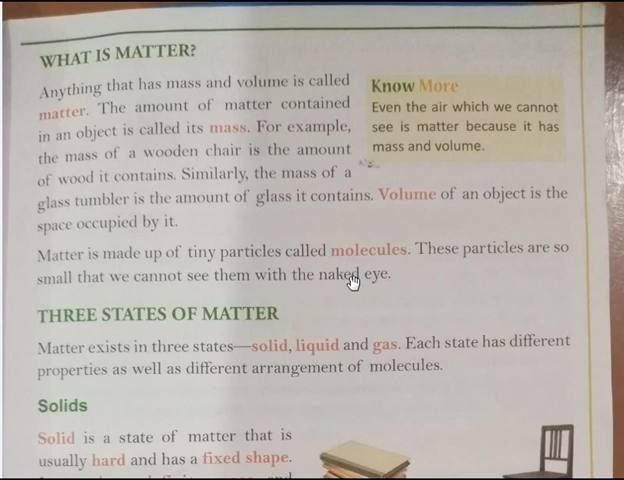 WHAT IS MATTER?
Anything that has mass and volume is called
matter. The amount of matter contained
in an object is called its mass. For example,
the mass of a wooden chair is the amount
of wood it contains. Similarly, the mass of a
glass tumbler is the amount of glass it contains. Volume of an object is the
space occupied by it.
Know More
Even the air which we cannot
see is matter because it has
mass and volume.
Matter is made up of tiny particles called molecules. These particles are so
small that we cannot see them with the naked eye.
THREE STATES OF MATTER
Matter exists in three states—solid, liquid and gas. Each state has different
properties as well as different arrangement of molecules.
Solids
Solid is a state of matter that is
usually hard and has a fixed shape.